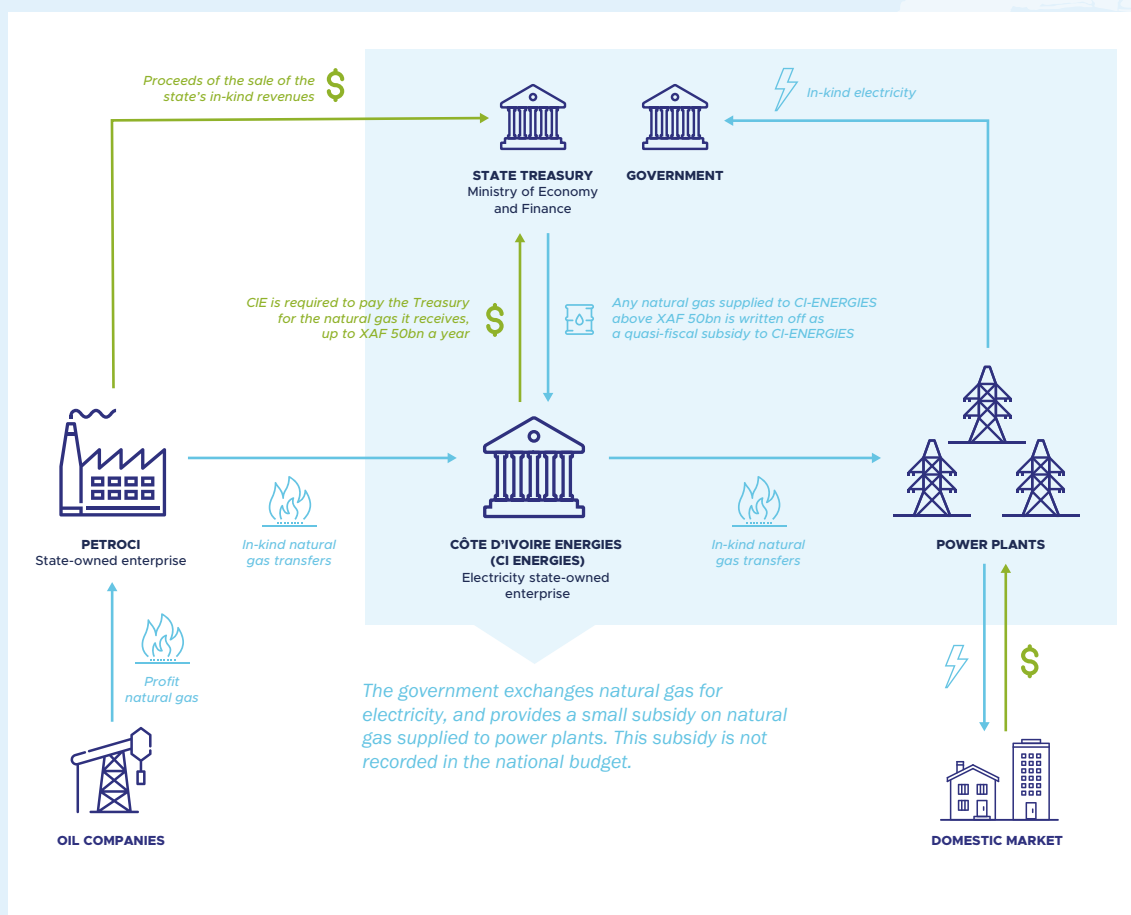 Proceeds of the sale of the
state's in-kind revenues
$
In-kind electricity
STATE TREASURY
Ministry of Economy
and Finance
GOVERNMENT
CIE is required to pay the Treasury
for the natural gas it receives,
up to XAF 50bn a year
$
Any natural gas supplied to CI-ENERGIES
above XAF 50bn is written off as
a quasi-fiscal subsidy to CI-ENERGIES
PETROCI
State-owned enterprise
In-kind natural
gas transfers
CÔTE D'IVOIRE ENERGIES
(CI ENERGIES)
Electricity state-owned
enterprise
In-kind natural
gas transfers
POWER PLANTS
Profit
natural gas
$
The government exchanges natural gas for
electricity, and provides a small subsidy on natural
gas supplied to power plants. This subsidy is not
recorded in the national budget.
OIL COMPANIES
DOMESTIC MARKET